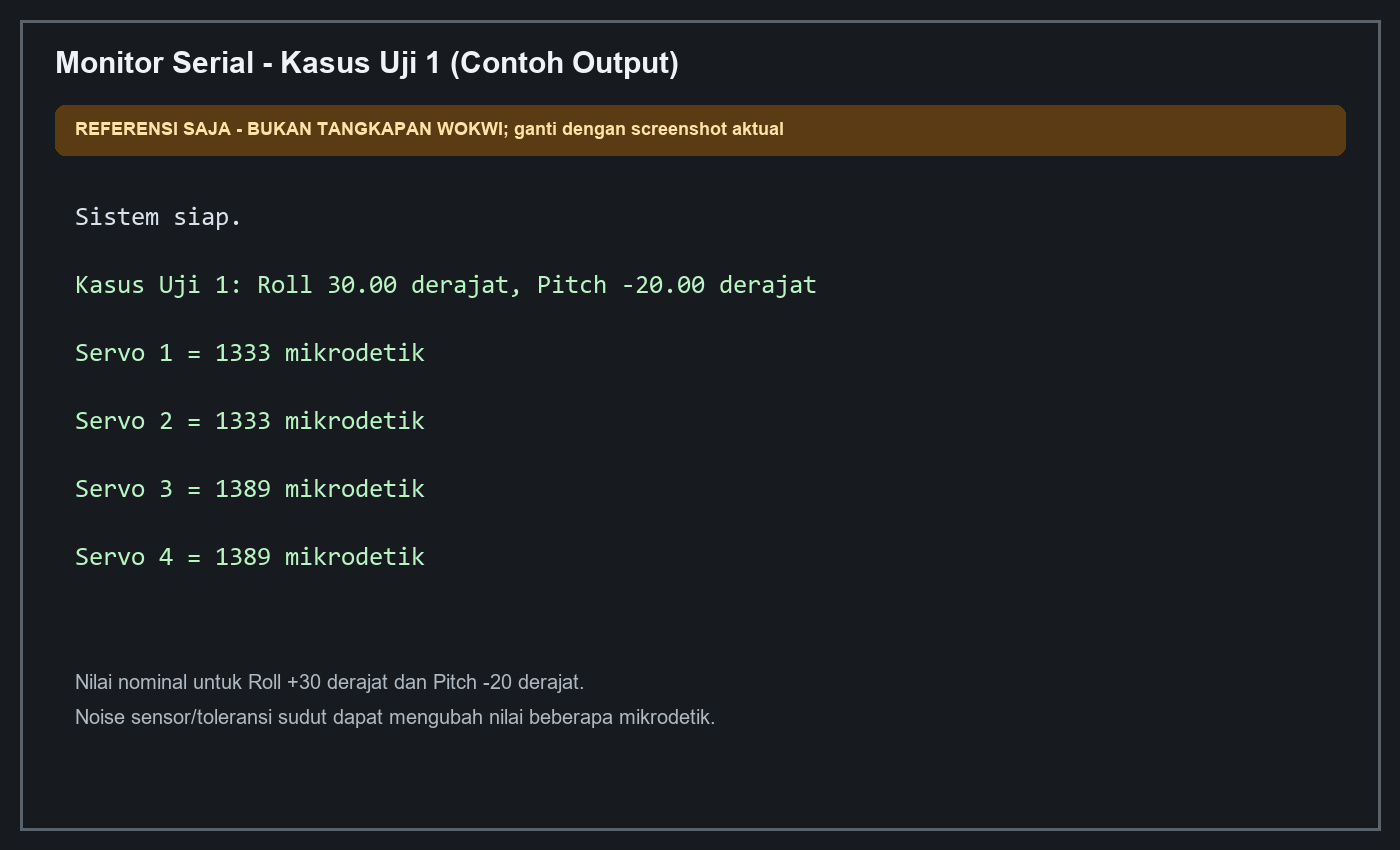 Monitor Serial - Kasus Uji 1 (Contoh Output)
REFERENSI SAJA - BUKAN TANGKAPAN WOKWI; ganti dengan screenshot aktual
Sistem siap.
Kasus Uji 1: Roll 30.00 derajat, Pitch -20.00 derajat
Servo 1 = 1333 mikrodetik
Servo 2 = 1333 mikrodetik
Servo 3 = 1389 mikrodetik
Servo 4 = 1389 mikrodetik
Nilai nominal untuk Roll +30 derajat dan Pitch -20 derajat.
Noise sensor/toleransi sudut dapat mengubah nilai beberapa mikrodetik.